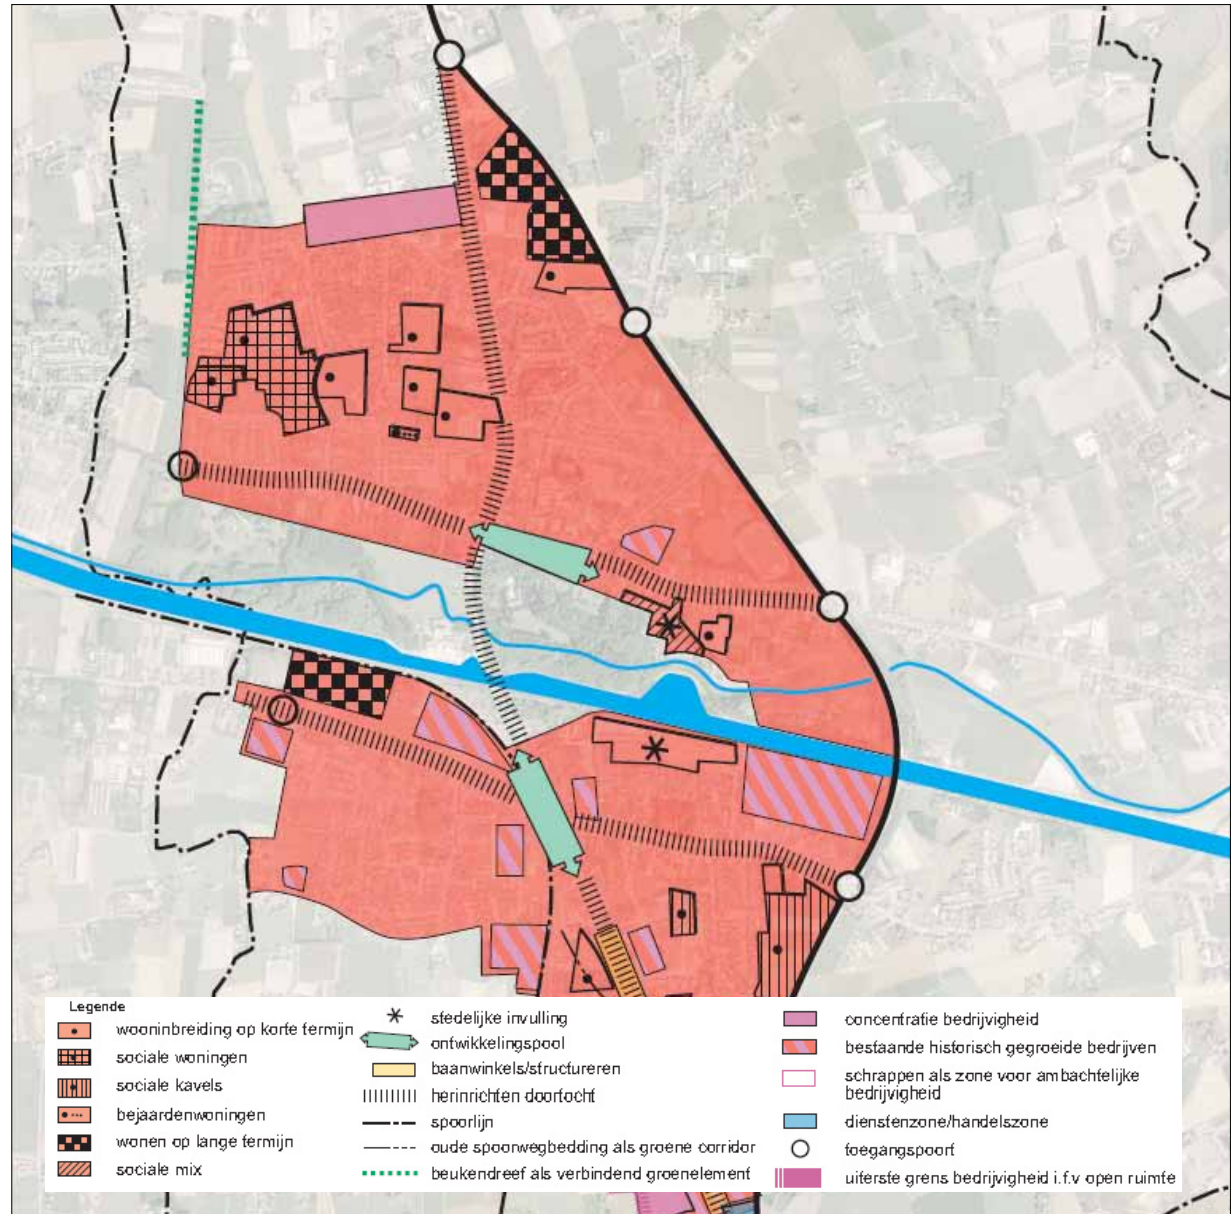 Legende
wooninbreiding op korte termijn
sociale woningen
sociale kavels
bejaardenwoningen
wonen op lange termijn
sociale mix
stedelijke invulling
ontwikkelingspool
baanwinkels/structureren
herinrichten doortocht
spoorlijn
oude spoorwegbedding als groene corridor
beukendreef als verbindend groenelement
concentratie bedrijvigheid
bestaande historisch gegroeide bedrijven
schrappen als zone voor ambachtelijke
bedrijvigheid
dienstenzone/handelszone
toegangspoort
uiterste grens bedrijvigheid i.f.v open ruimte